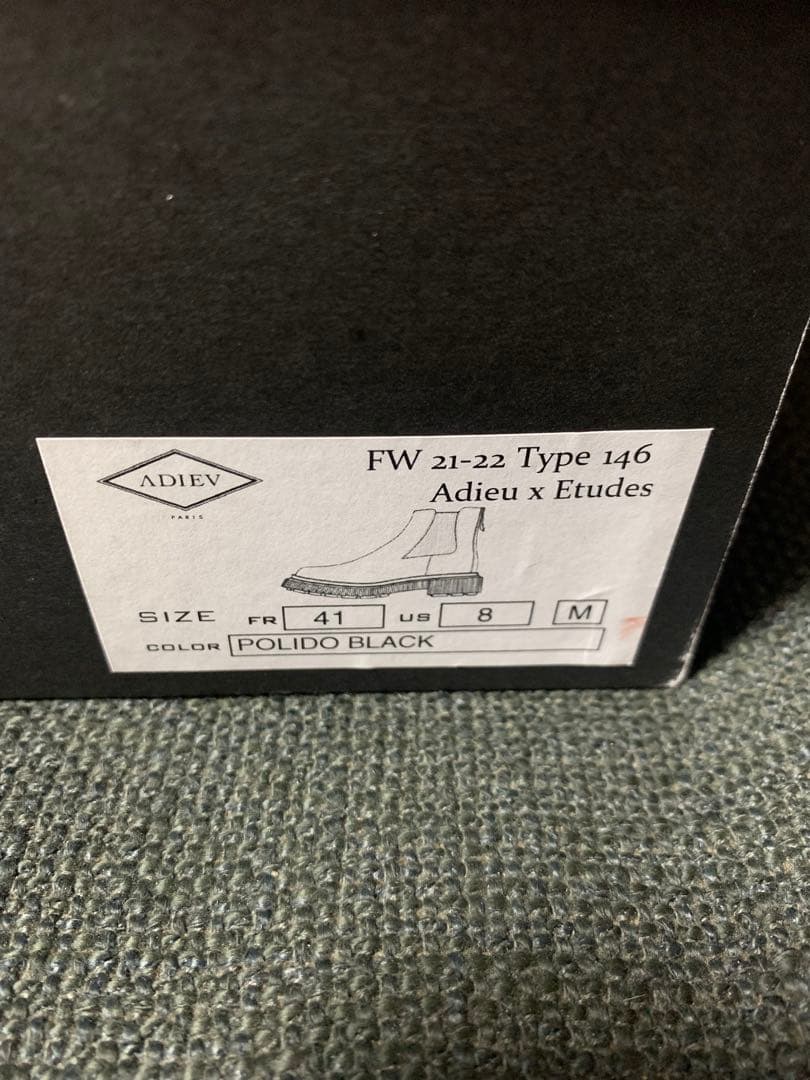 ADIEV
PARIS
FW 21-22 Type 146
Adieu x Etudes
SIZE FR 41 US 8 M
COLOR POLIDO BLACK